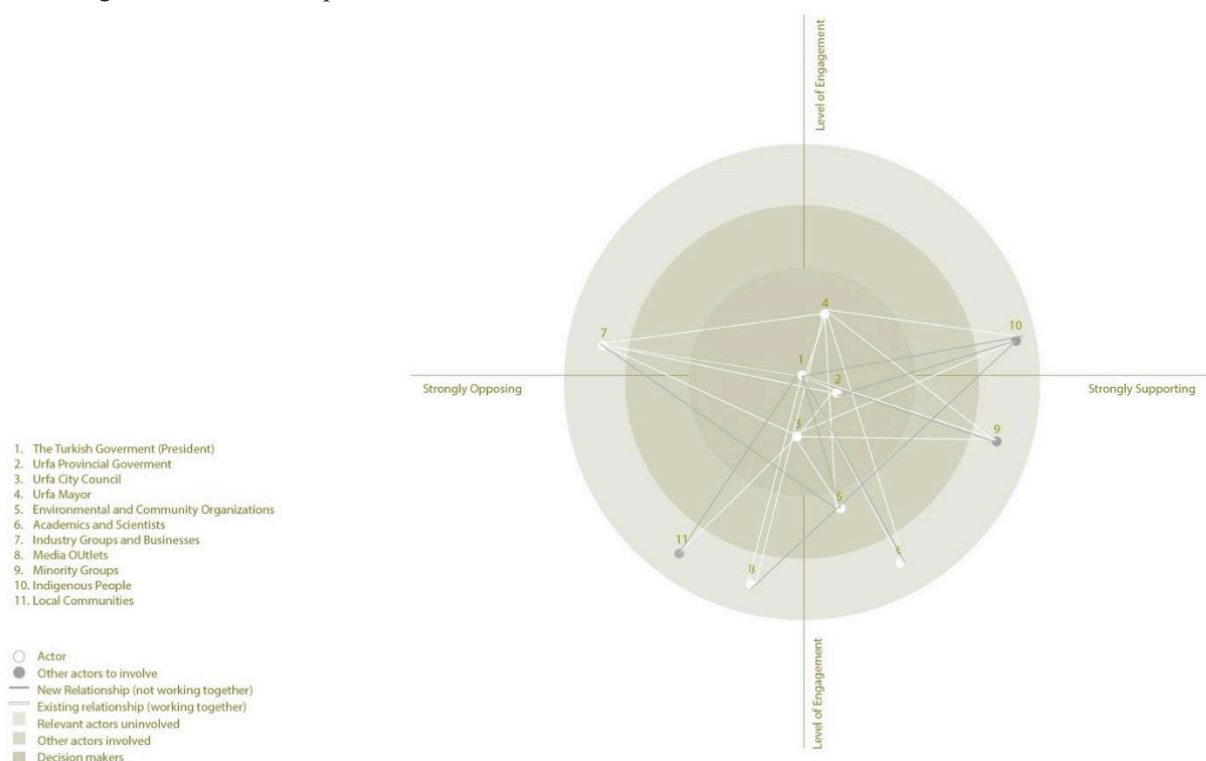 Level of Engagement
4
7
10
1
Strongly Opposing
2
Strongly Supporting
3
9
5
11
8
6
Level of Engagement
1. The Turkish Goverment (President)
2. Urfa Provincial Goverment
3. Urfa City Council
4. Urfa Mayor
5. Environmental and Community Organizations
6. Academics and Scientists
7. Industry Groups and Businesses
8. Media OUtlets
9. Minority Groups
10. Indigenous People
11. Local Communities
Actor
Other actors to involve
New Relationship (not working together)
Existing relationship (working together)
Relevant actors uninvolved
Other actors involved
Decision makers